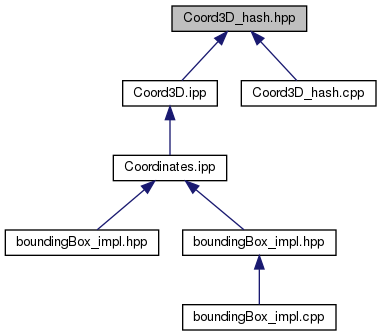 Coord3D_hash.hpp
Coord3D.ipp
Coord3D_hash.cpp
Coordinates.ipp
boundingBox_impl.hpp
boundingBox_impl.hpp
boundingBox_impl.cpp